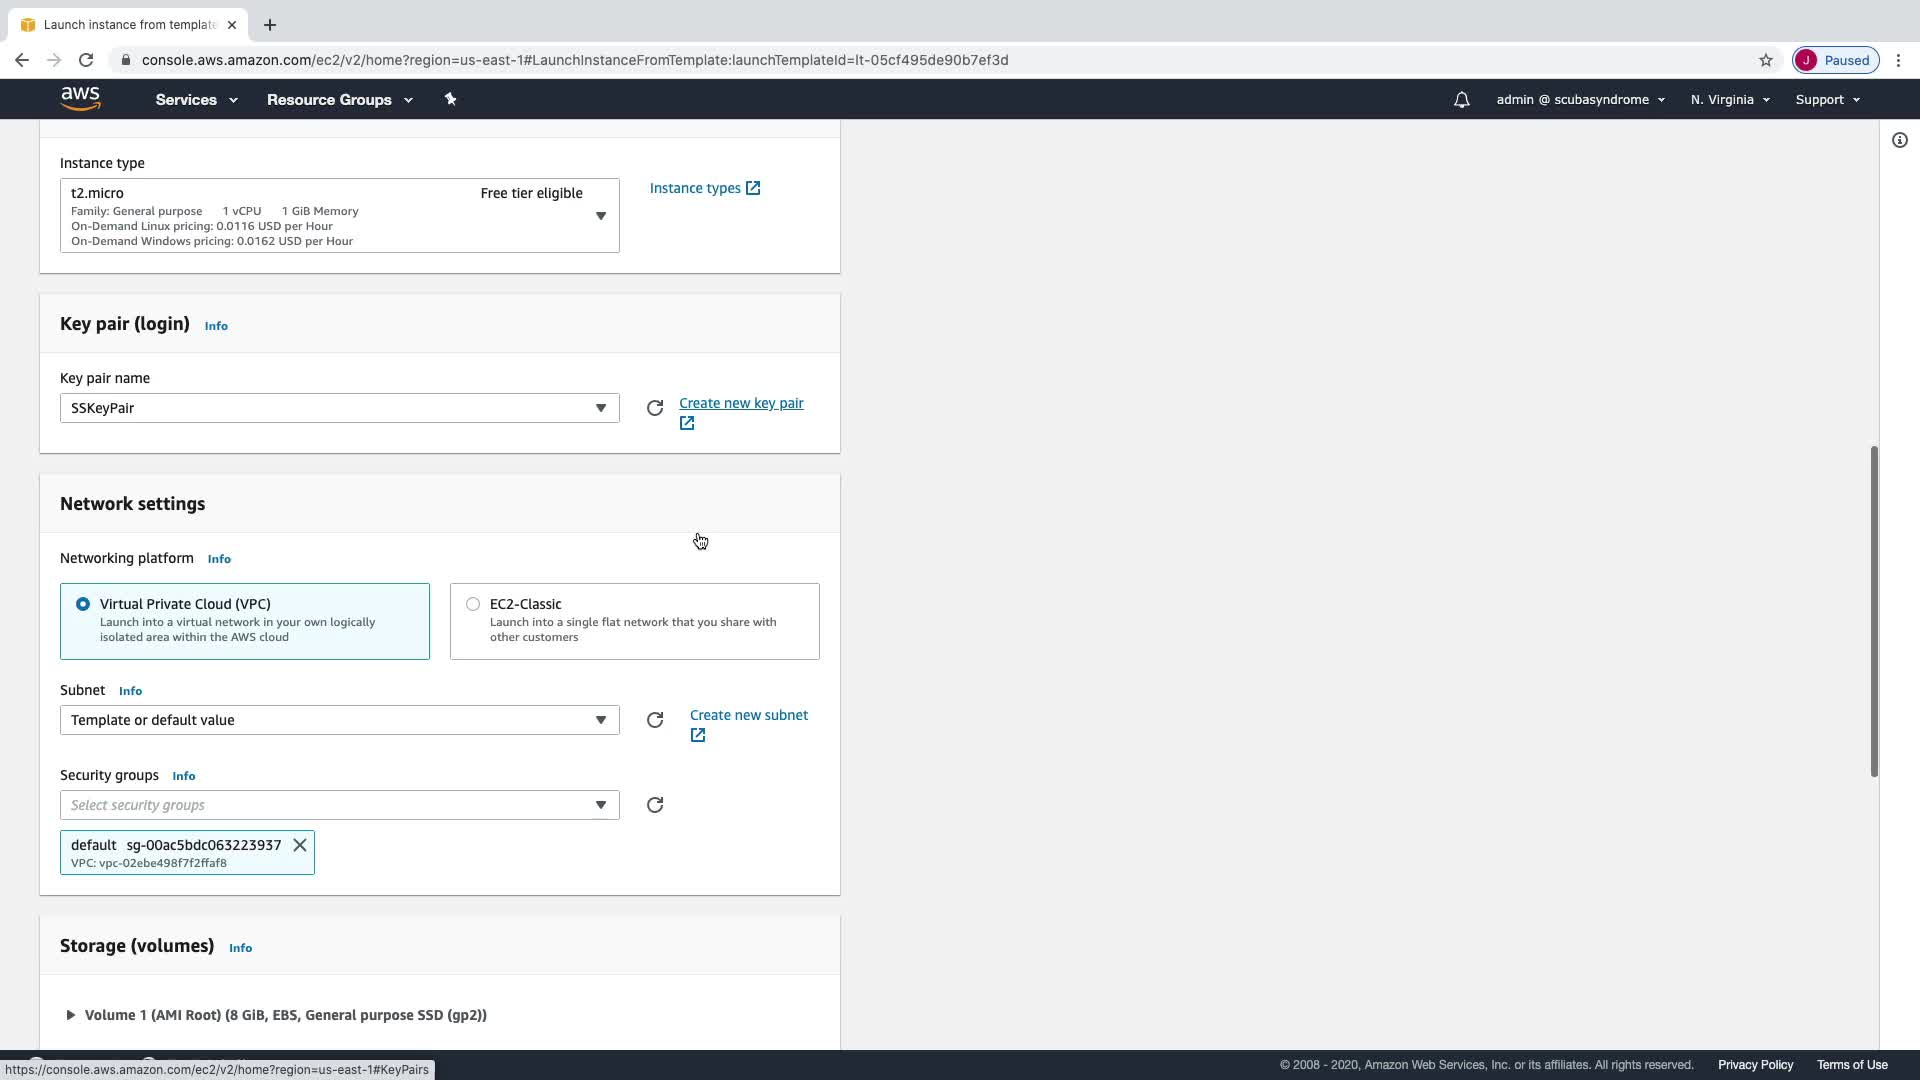 Launch instance from template
console.aws.amazon.com/ec2/v2/home?region=us-east-1#LaunchInstanceFromTemplate:launchTemplateId=lt-05cf495de90b7ef3d
J Paused
aws Services Resource Groups admin @ scubasyndrome N. Virginia Support
Instance type
t2.micro Free tier eligible
Family: General purpose 1 vCPU 1 GiB Memory
On-Demand Linux pricing: 0.0116 USD per Hour
On-Demand Windows pricing: 0.0162 USD per Hour
Instance types
Key pair (login) Info
Key pair name
SSKeyPair
Create new key pair
Network settings
Networking platform Info
Virtual Private Cloud (VPC)
Launch into a virtual network in your own logically
isolated area within the AWS cloud
EC2-Classic
Launch into a single flat network that you share with
other customers
Subnet Info
Template or default value
Create new subnet
Security groups Info
Select security groups
default sg-00ac5bdc063223937
VPC: vpc-02ebe498f7f2ffaf8
Storage (volumes) Info
Volume 1 (AMI Root) (8 GiB, EBS, General purpose SSD (gp2))
https://console.aws.amazon.com/ec2/v2/home?region=us-east-1#KeyPairs
© 2008 - 2020, Amazon Web Services, Inc. or its affiliates. All rights reserved. Privacy Policy Terms of Use